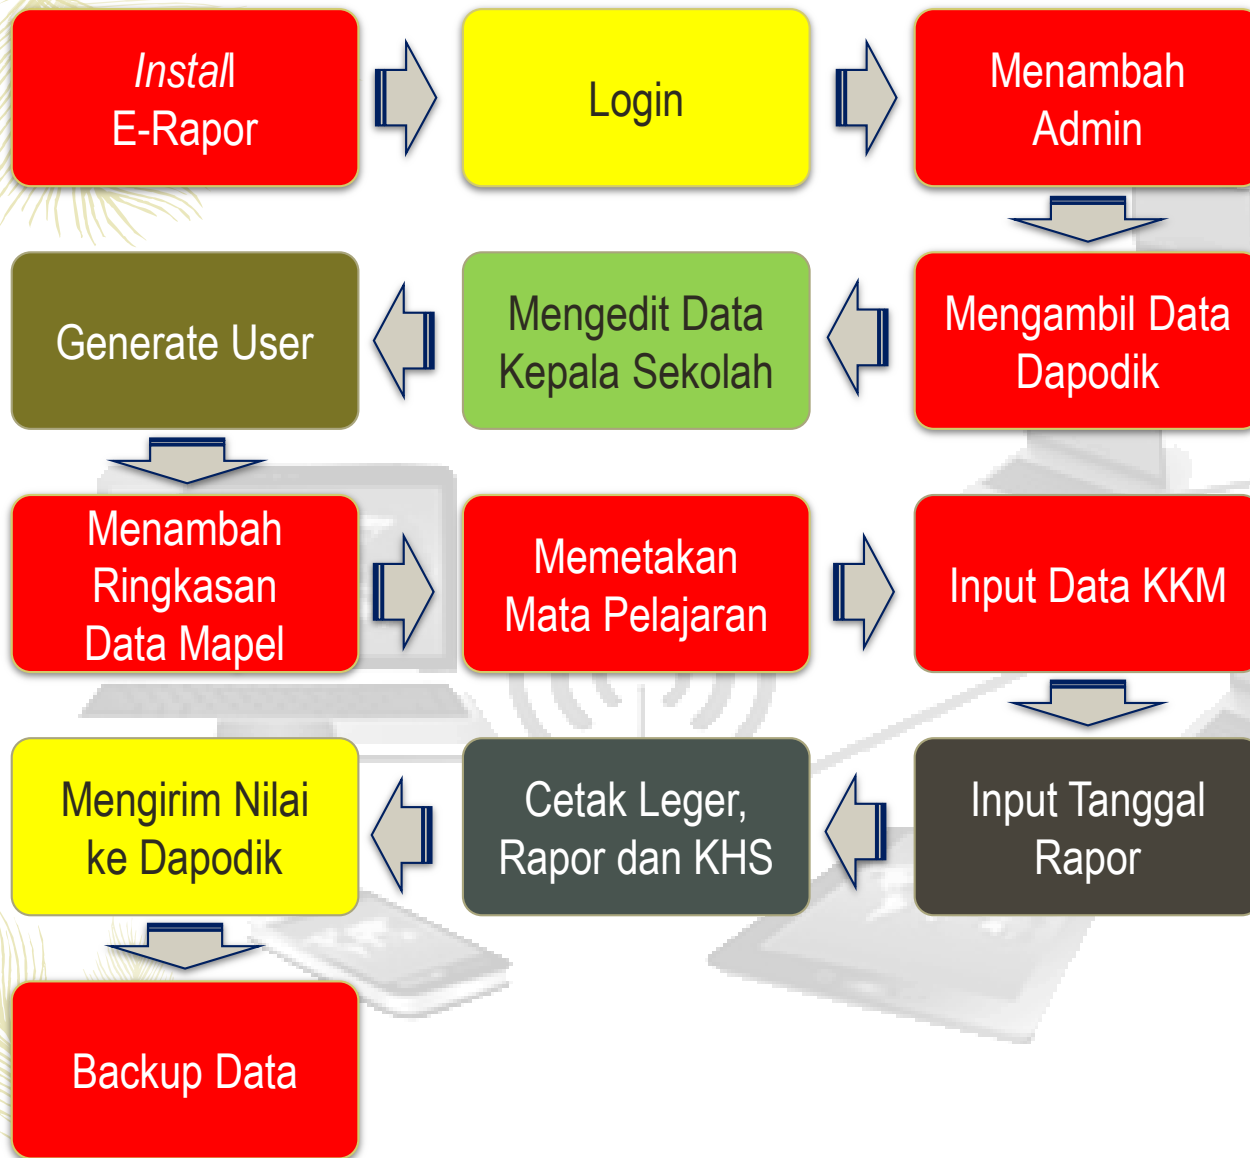 Install
E-Rapor
Login
Menambah
Admin
Mengambil Data
Dapodik
Mengedit Data
Kepala Sekolah
Generate User
Menambah
Ringkasan
Data Mapel
Memetakan
Mata Pelajaran
Input Data KKM
Input Tanggal
Rapor
Cetak Leger,
Rapor dan KHS
Mengirim Nilai
ke Dapodik
Backup Data